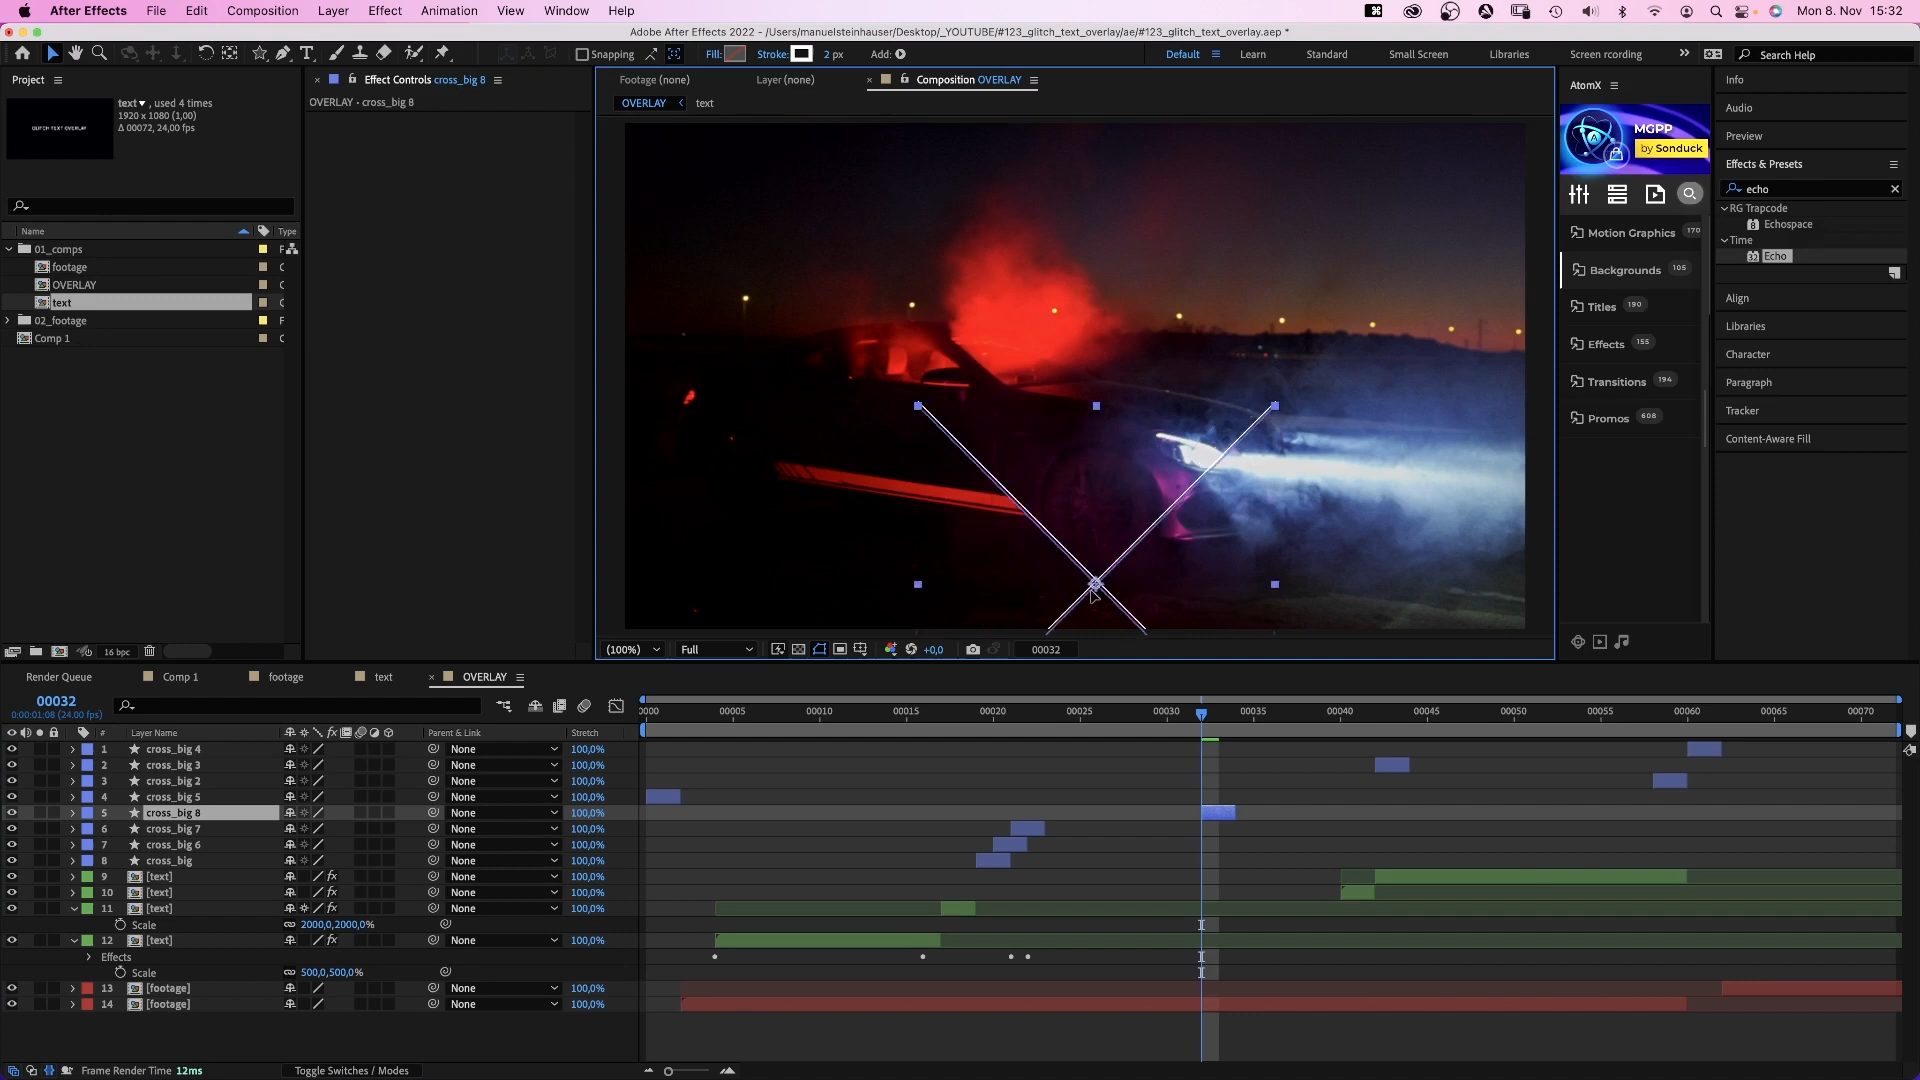 After Effects File Edit Composition Layer Effect Animation View Window Help Mon 8. Nov 15:32
Adobe After Effects 2022 - /Users/manuelsteinhauser/Desktop/_YOUTUBE/#123_glitch_text_overlay/ae/#123_glitch_text_overlay.aep *
Snapping Fill: Stroke: 2 px Add: Default Learn Standard Small Screen Libraries Screen recording Search Help
Project Effect Controls cross_big 8 Footage (none) Layer (none) Composition OVERLAY AtomX Info
OVERLAY • cross_big 8 OVERLAY text
text , used 4 times
1920 x 1080 (1,00)
Δ 00072, 24,00 fps
GLITCH TEXT OVERLAY
MGPP
by Sonduck
Audio
Preview
Effects & Presets
echo
RG Trapcode
Echospace
Time
Echo
Align
Libraries
Character
Paragraph
Tracker
Content-Aware Fill
Motion Graphics 170
Backgrounds 105
Titles 190
Effects 155
Transitions 194
Promos 608
Name Type
01_comps F
footage C
OVERLAY C
text C
02_footage F
Comp 1 C
16 bpc (100%) Full +0,0 00032
Render Queue Comp 1 footage text OVERLAY
00032
0:00:01:08 (24.00 fps)
0000 00005 00010 00015 00020 00025 00030 00035 00040 00045 00050 00055 00060 00065 00070
# Layer Name Parent & Link Stretch
1 cross_big 4 None 100,0%
2 cross_big 3 None 100,0%
3 cross_big 2 None 100,0%
4 cross_big 5 None 100,0%
5 cross_big 8 None 100,0%
6 cross_big 7 None 100,0%
7 cross_big 6 None 100,0%
8 cross_big None 100,0%
9 [text] fx None 100,0%
10 [text] fx None 100,0%
11 [text] fx None 100,0%
Scale 2000,0,2000,0%
12 [text] fx None 100,0%
Effects
Scale 500,0,500,0%
13 [footage] None 100,0%
14 [footage] None 100,0%
Frame Render Time 12ms Toggle Switches / Modes